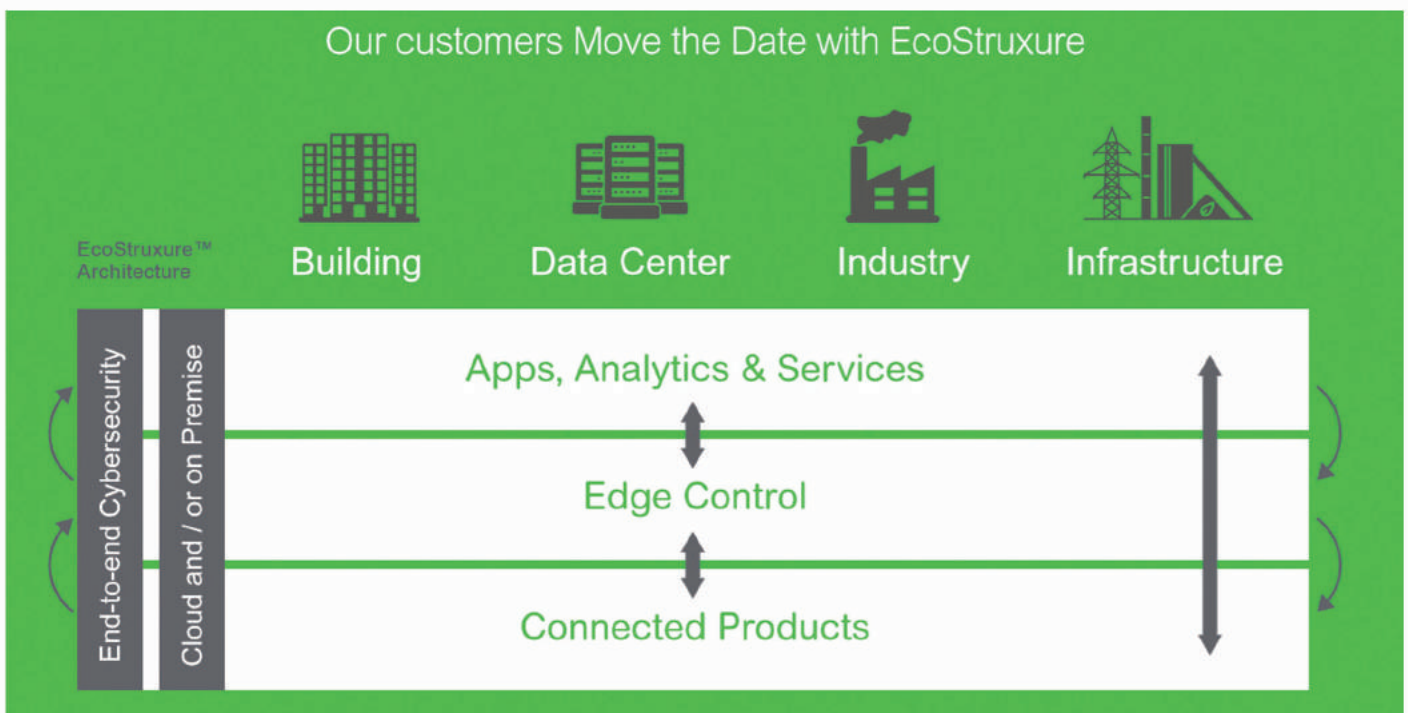 Our customers Move the Date with EcoStruxure
EcoStruxure™
Architecture
Building
Data Center
Industry
Infrastructure
End-to-end Cybersecurity
Cloud and / or on Premise
Apps, Analytics & Services
Edge Control
Connected Products